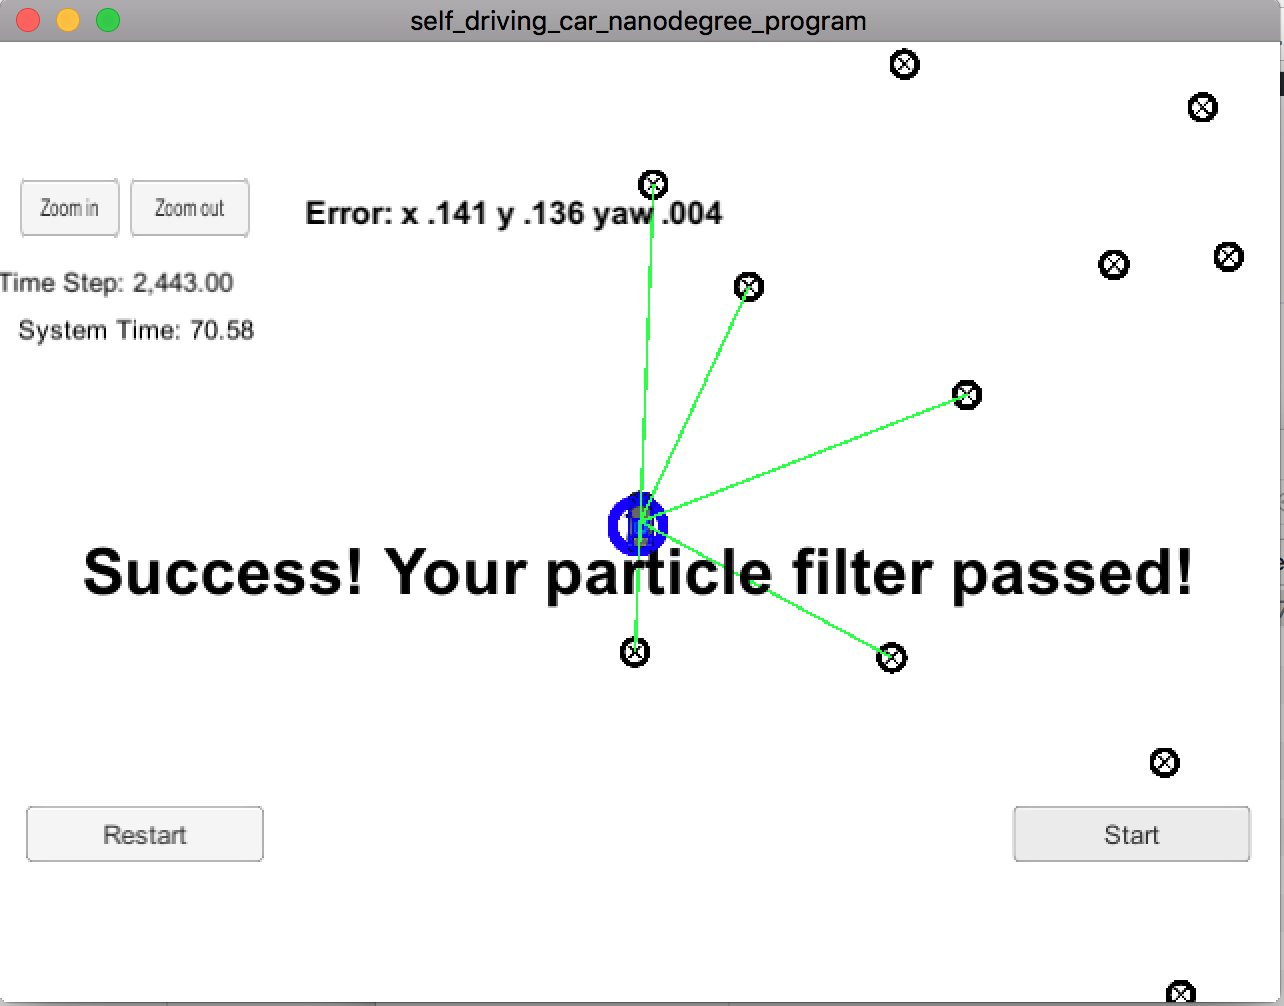 self_driving_car_nanodegree_program
Zoom in
Zoom out
Error: x .141 y .136 yaw .004
Time Step: 2,443.00
System Time: 70.58
Success! Your particle filter passed!
Restart
Start